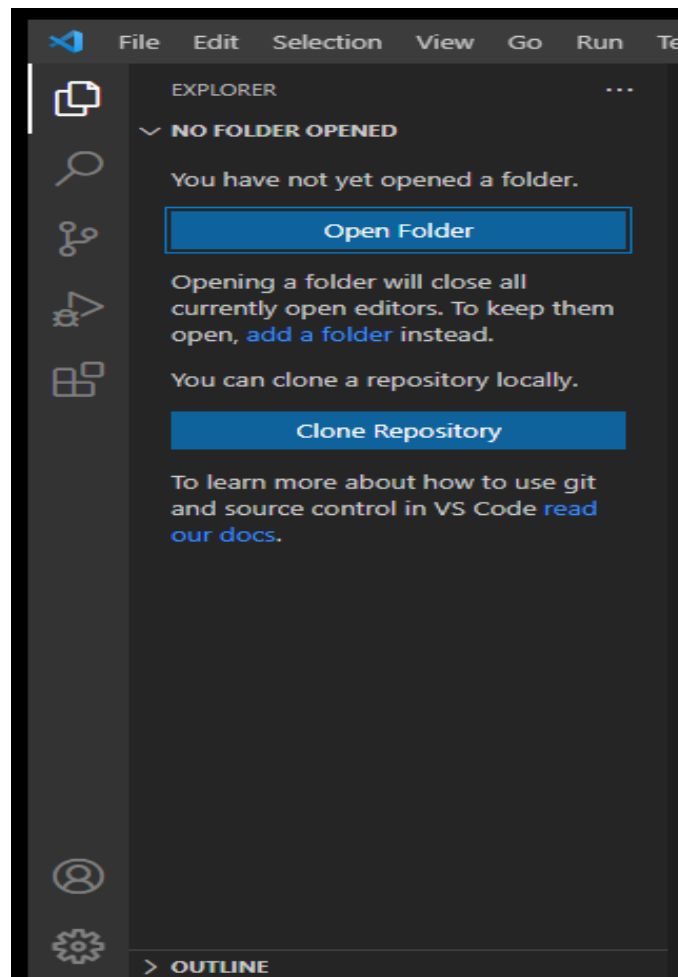 File Edit Selection View Go Run Te
EXPLORER ...
NO FOLDER OPENED
You have not yet opened a folder.
Open Folder
Opening a folder will close all
currently open editors. To keep them
open, add a folder instead.
You can clone a repository locally.
Clone Repository
To learn more about how to use git
and source control in VS Code read
our docs.
OUTLINE